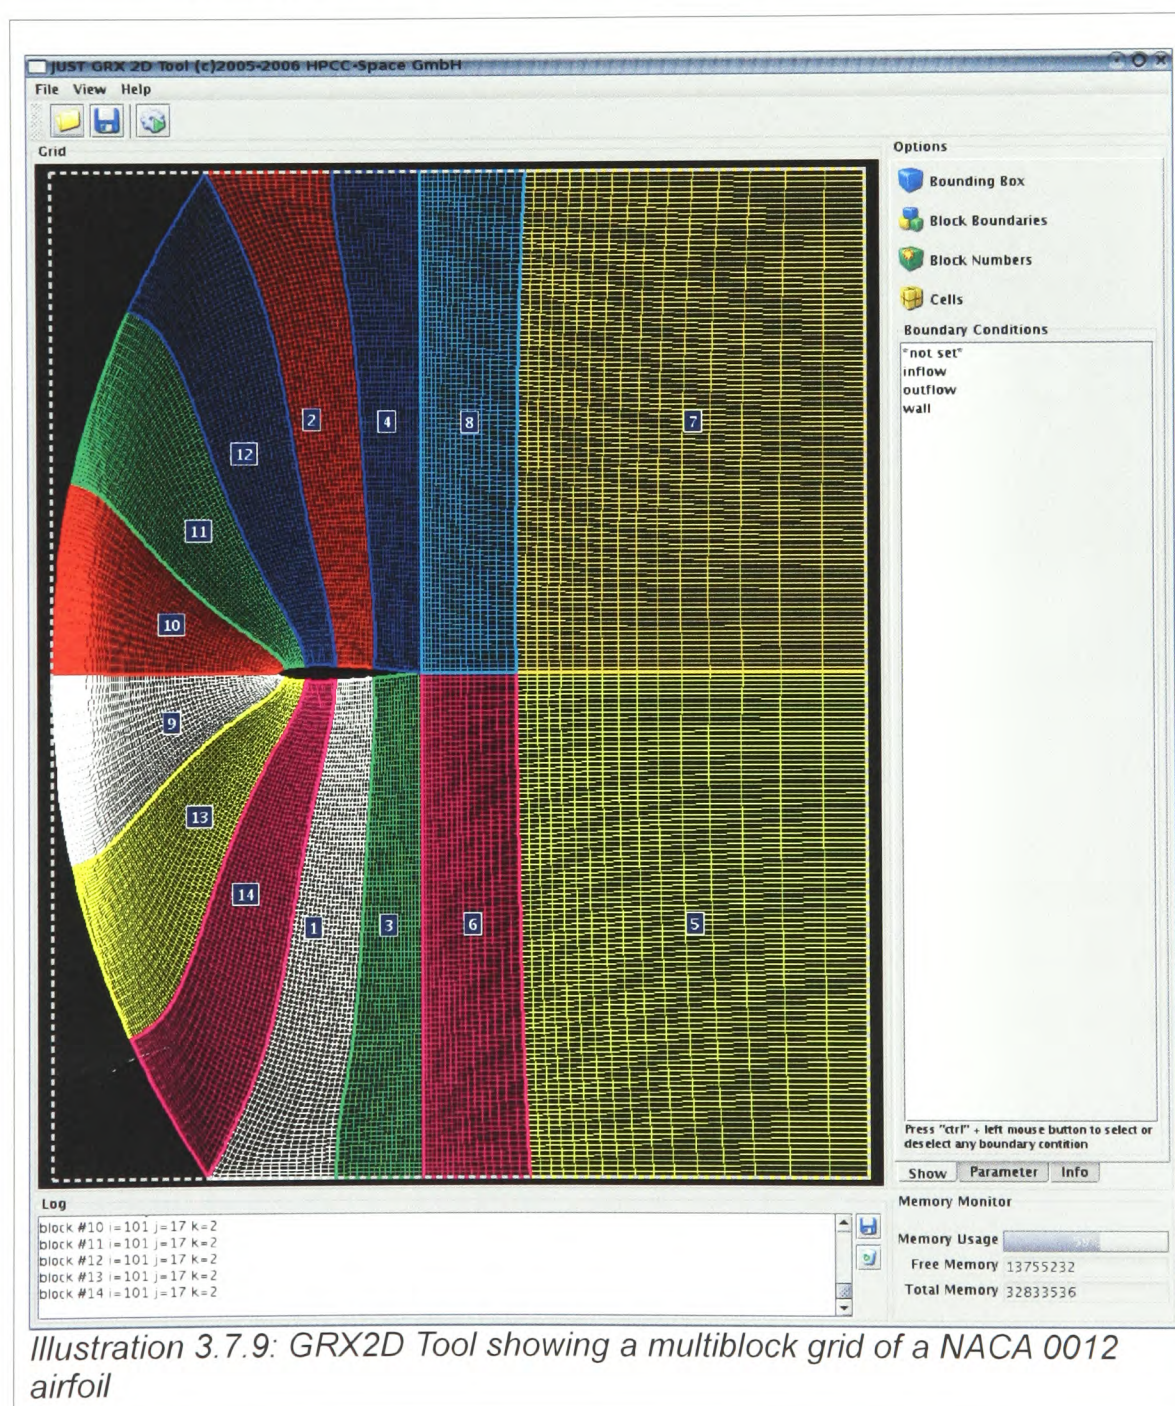 JUST GRX 2D Tool (c)2005-2006 HPCC-Space GmbH
File View Help
Grid
Options
Bounding Box
Block Boundaries
Block Numbers
Cells
Boundary Conditions
*not set*
inflow
outflow
wall
2
4
8
7
12
11
10
9
13
14
1
3
6
5
Press "ctrl" + left mouse button to select or
deselect any boundary contition
Show Parameter Info
Log
block #10 i=101 j=17 k=2
block #11 i=101 j=17 k=2
block #12 i=101 j=17 k=2
block #13 i=101 j=17 k=2
block #14 i=101 j=17 k=2
Memory Monitor
Memory Usage
Free Memory 13755232
Total Memory 32833536
Illustration 3.7.9: GRX2D Tool showing a multiblock grid of a NACA 0012
airfoil